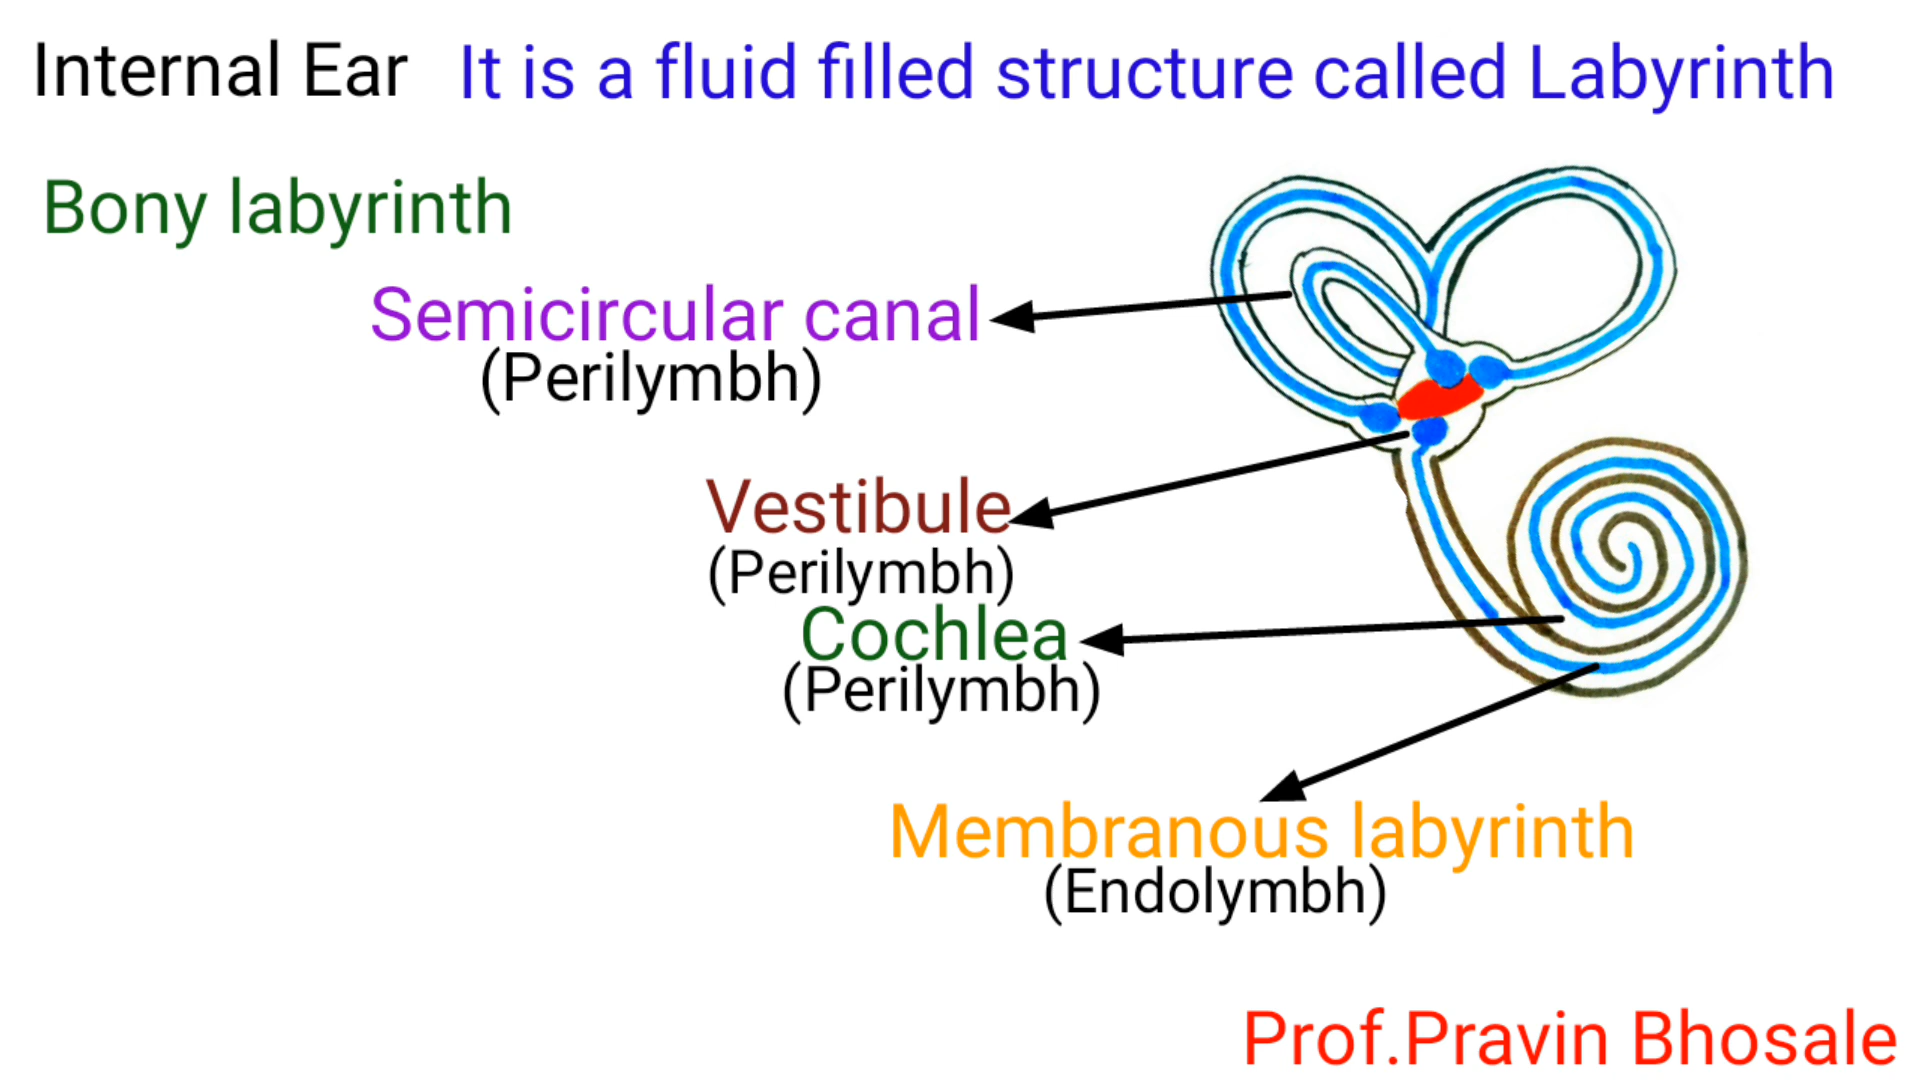 Internal Ear It is a fluid filled structure called Labyrinth
Bony labyrinth
Semicircular canal
(Perilymbh)
Vestibule
(Perilymbh)
Cochlea
(Perilymbh)
Membranous labyrinth
(Endolymbh)
Prof.Pravin Bhosale